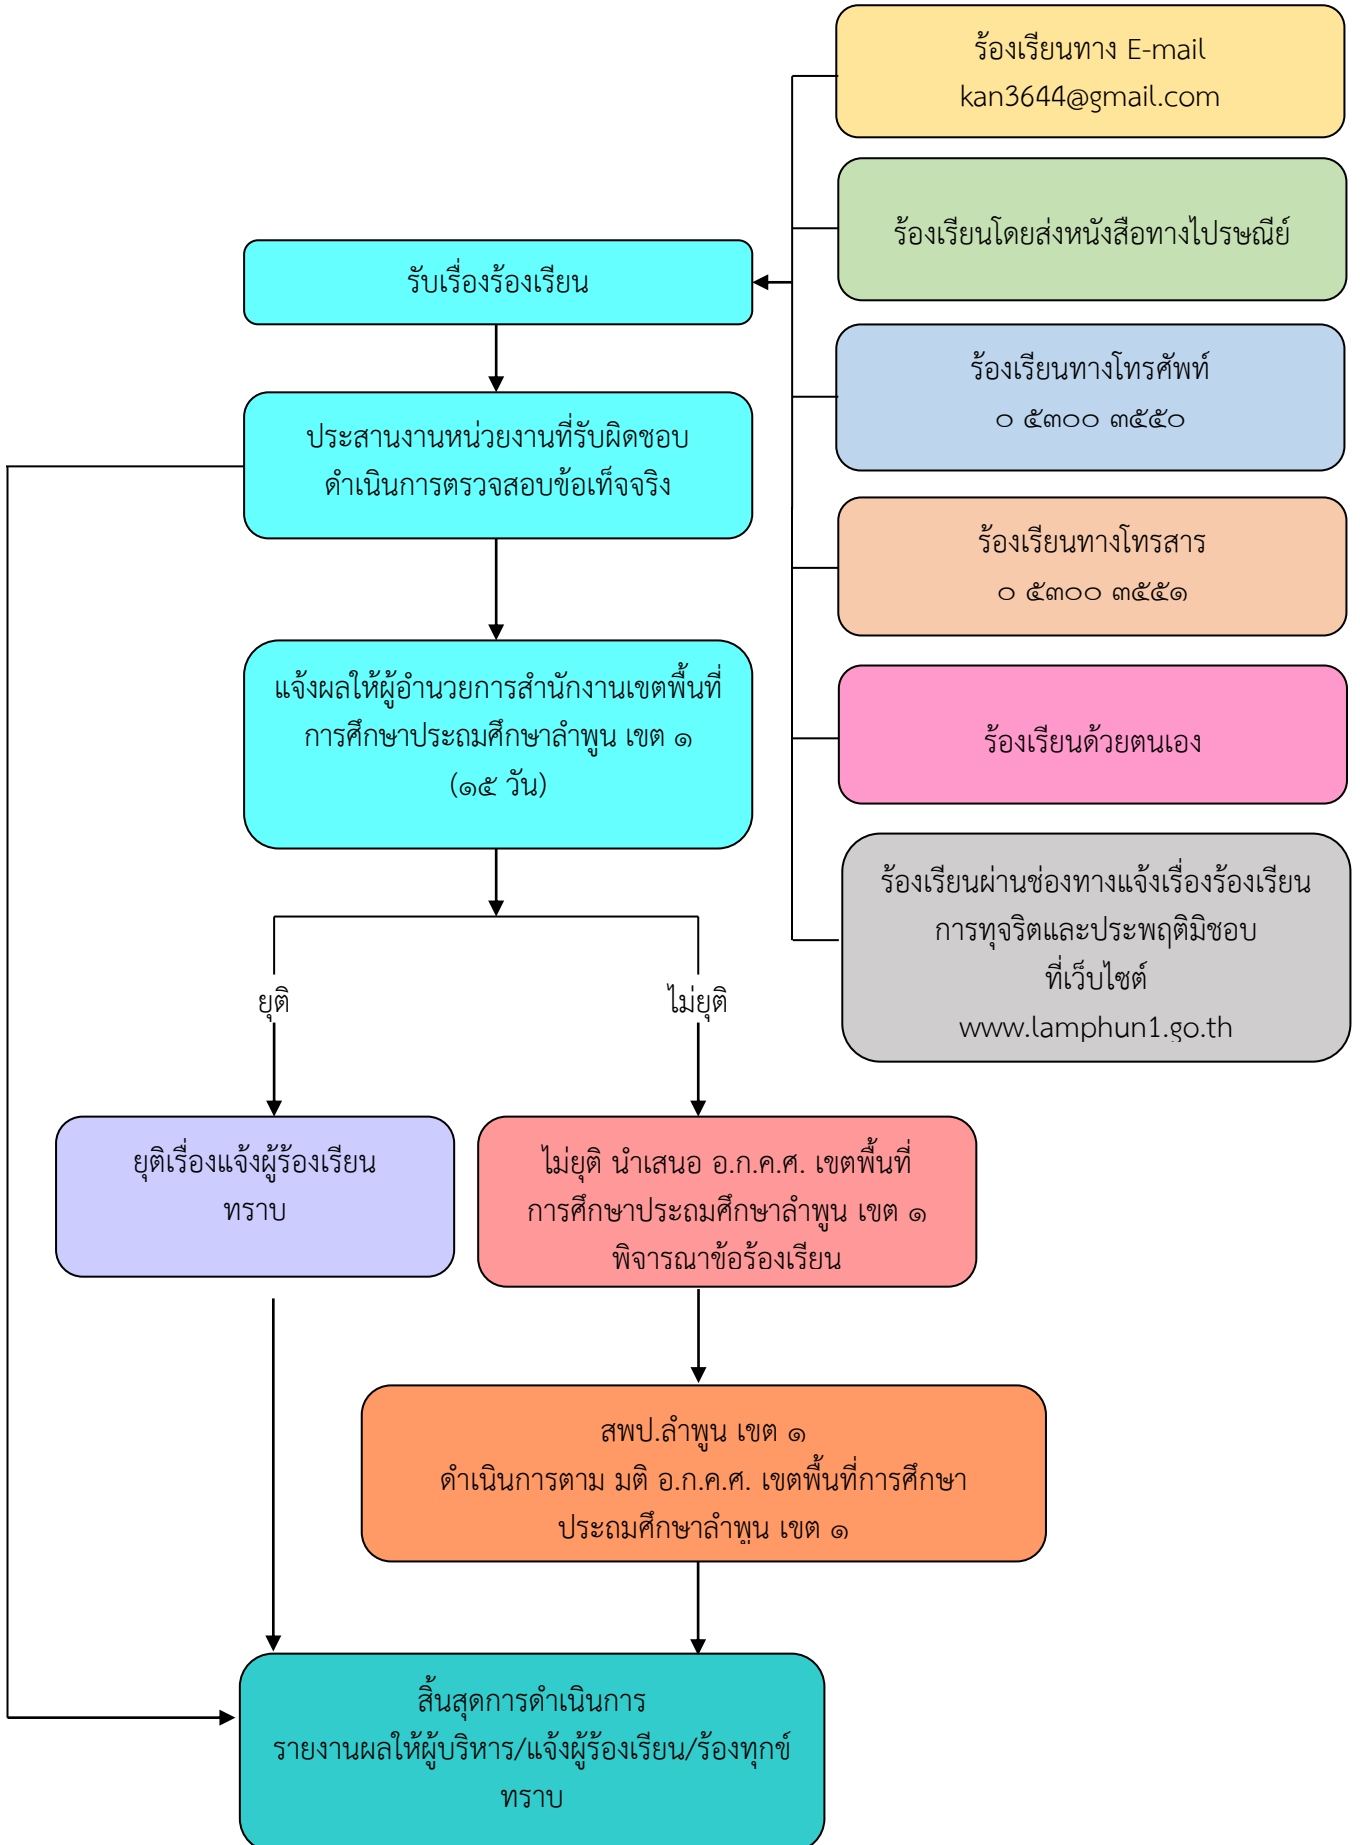 ร้องเรียนทาง E-mail
kan3644@gmail.com
ร้องเรียนโดยส่งหนังสือทางไปรษณีย์
รับเรื่องร้องเรียน
ร้องเรียนทางโทรศัพท์
๐ ๕๓๐๐ ๓๕๕๐
ประสานงานหน่วยงานที่รับผิดชอบ
ดำเนินการตรวจสอบข้อเท็จจริง
ร้องเรียนทางโทรสาร
๐ ๕๓๐๐ ๓๕๕๑
แจ้งผลให้ผู้อำนวยการสำนักงานเขตพื้นที่
การศึกษาประถมศึกษาลำพูน เขต ๑
(๑๕ วัน)
ร้องเรียนด้วยตนเอง
ร้องเรียนผ่านช่องทางแจ้งเรื่องร้องเรียน
การทุจริตและประพฤติมิชอบ
ที่เว็บไซต์
www.lamphun1.go.th
ยุติ
ไม่ยุติ
ยุติเรื่องแจ้งผู้ร้องเรียน
ทราบ
ไม่ยุติ นำเสนอ อ.ก.ค.ศ. เขตพื้นที่
การศึกษาประถมศึกษาลำพูน เขต ๑
พิจารณาข้อร้องเรียน
สพป.ลำพูน เขต ๑
ดำเนินการตาม มติ อ.ก.ค.ศ. เขตพื้นที่การศึกษา
ประถมศึกษาลำพูน เขต ๑
สิ้นสุดการดำเนินการ
รายงานผลให้ผู้บริหาร/แจ้งผู้ร้องเรียน/ร้องทุกข์
ทราบ